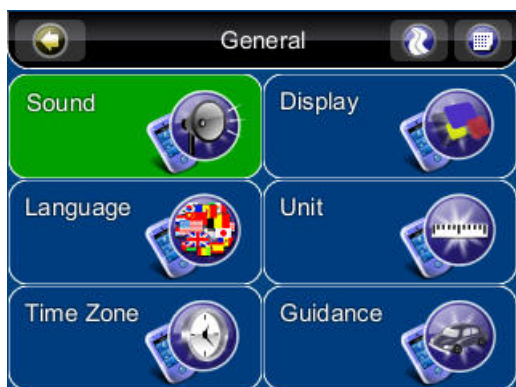 General
Sound
Display
Language
Unit
Time Zone
Guidance